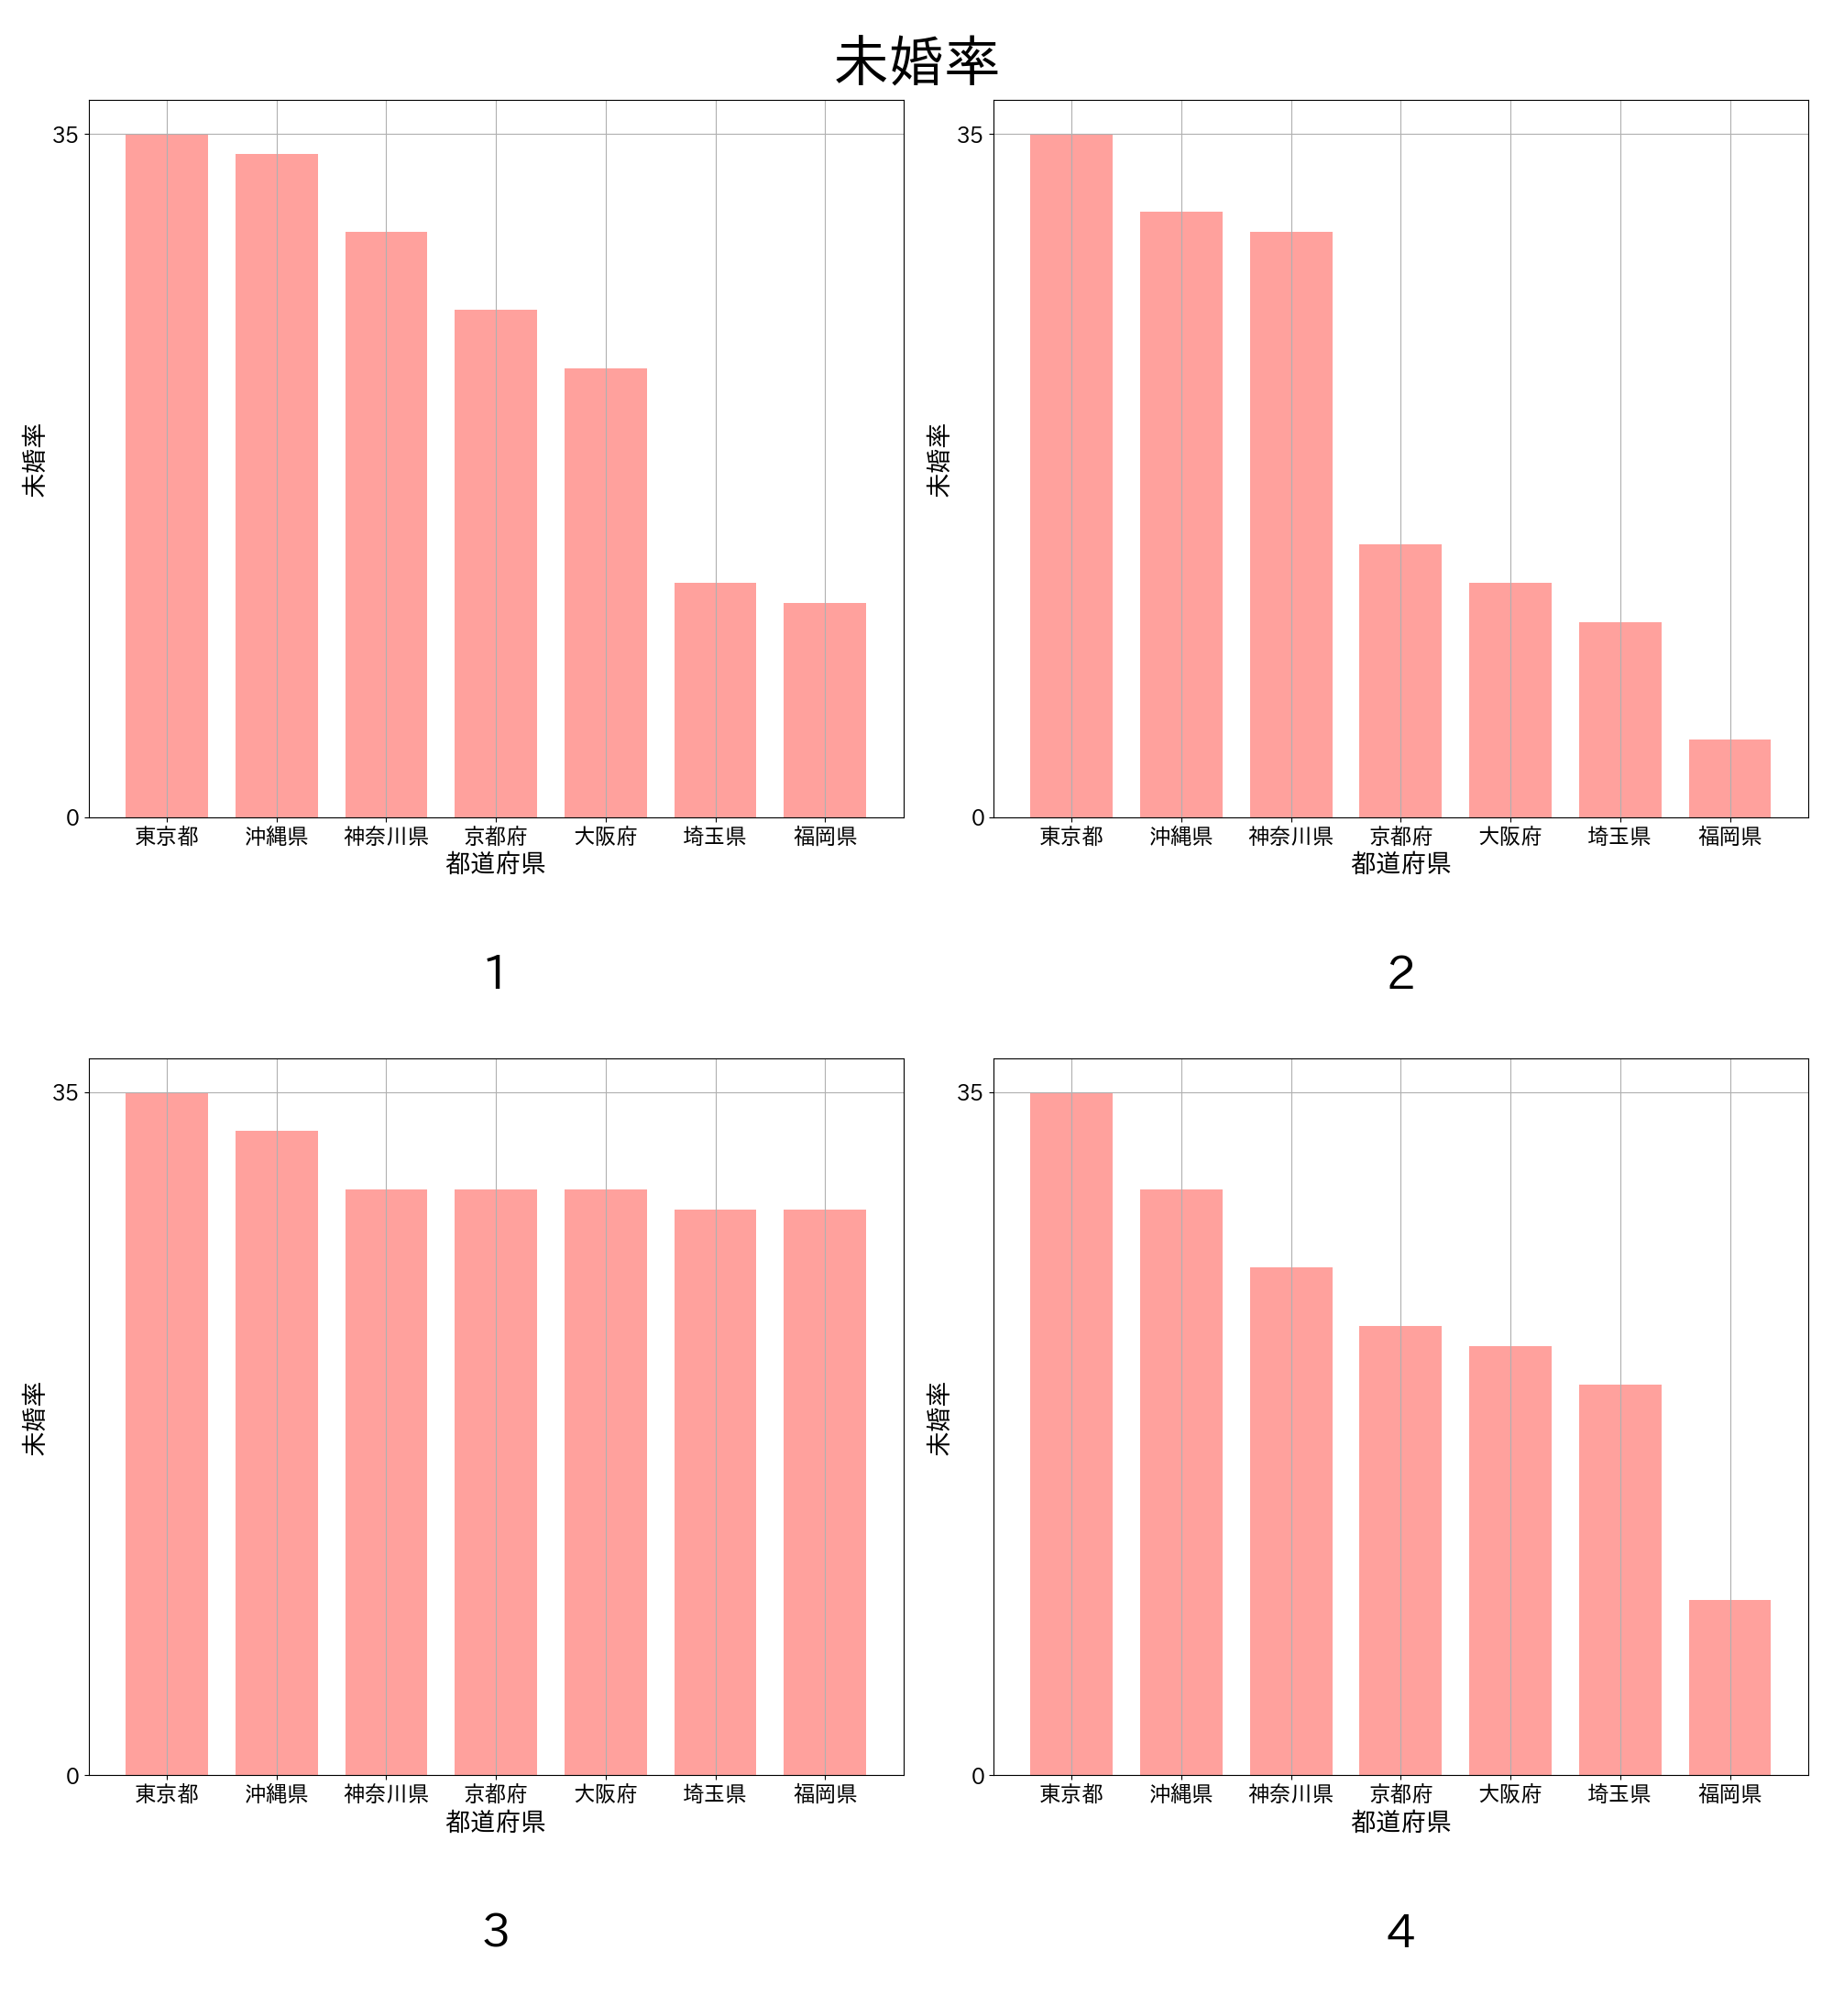 未婚率
35
0
未婚率
東京都 沖縄県 神奈川県 京都府 大阪府 埼玉県 福岡県
都道府県
1
35
0
未婚率
東京都 沖縄県 神奈川県 京都府 大阪府 埼玉県 福岡県
都道府県
2
35
0
未婚率
東京都 沖縄県 神奈川県 京都府 大阪府 埼玉県 福岡県
都道府県
3
35
0
未婚率
東京都 沖縄県 神奈川県 京都府 大阪府 埼玉県 福岡県
都道府県
4